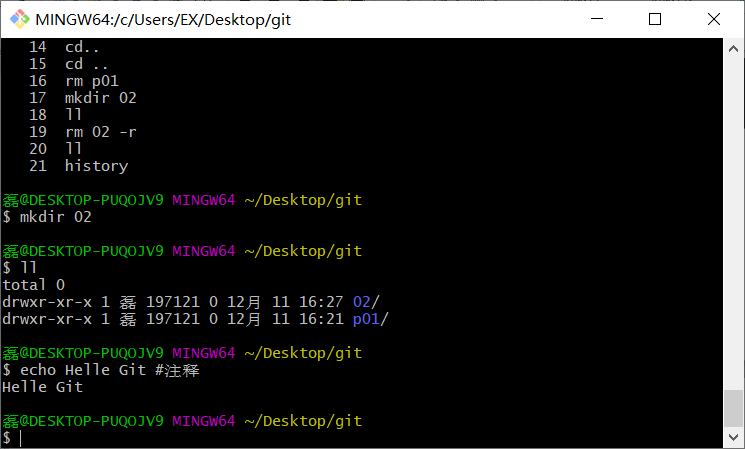 MINGW64:/c/Users/EX/Desktop/git
14 cd..
15 cd ..
16 rm p01
17 mkdir 02
18 ll
19 rm 02 -r
20 ll
21 history
磊@DESKTOP-PUQOJV9 MINGW64 ~/Desktop/git
$ mkdir 02
磊@DESKTOP-PUQOJV9 MINGW64 ~/Desktop/git
$ ll
total 0
drwxr-xr-x 1 磊 197121 0 12月 11 16:27 02/
drwxr-xr-x 1 磊 197121 0 12月 11 16:21 p01/
磊@DESKTOP-PUQOJV9 MINGW64 ~/Desktop/git
$ echo Helle Git #注释
Helle Git
磊@DESKTOP-PUQOJV9 MINGW64 ~/Desktop/git
$